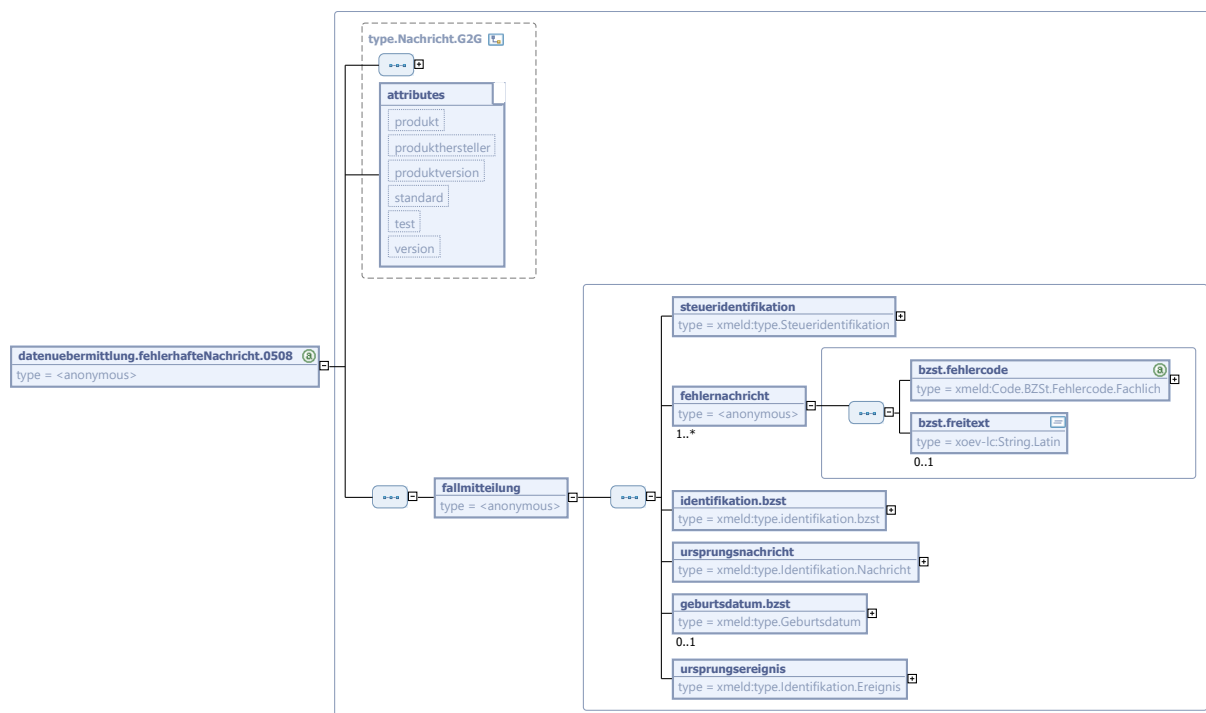 type.Nachricht.G2G
attributes
produkt
produkthersteller
produktversion
standard
test
version
datenuebermittlung.fehlerhafteNachricht.0508
type = <anonymous>
fallmitteilung
type = <anonymous>
steueridentifikation
type = xmeld:type.Steueridentifikation
fehlernachricht
type = <anonymous>
1..*
bzst.fehlercode
type = xmeld:Code.BZSt.Fehlercode.Fachlich
bzst.freitext
type = xoev-lc:String.Latin
0..1
identifikation.bzst
type = xmeld:type.identifikation.bzst
ursprungsnachricht
type = xmeld:type.Identifikation.Nachricht
geburtsdatum.bzst
type = xmeld:type.Geburtsdatum
0..1
ursprungsereignis
type = xmeld:type.Identifikation.Ereignis